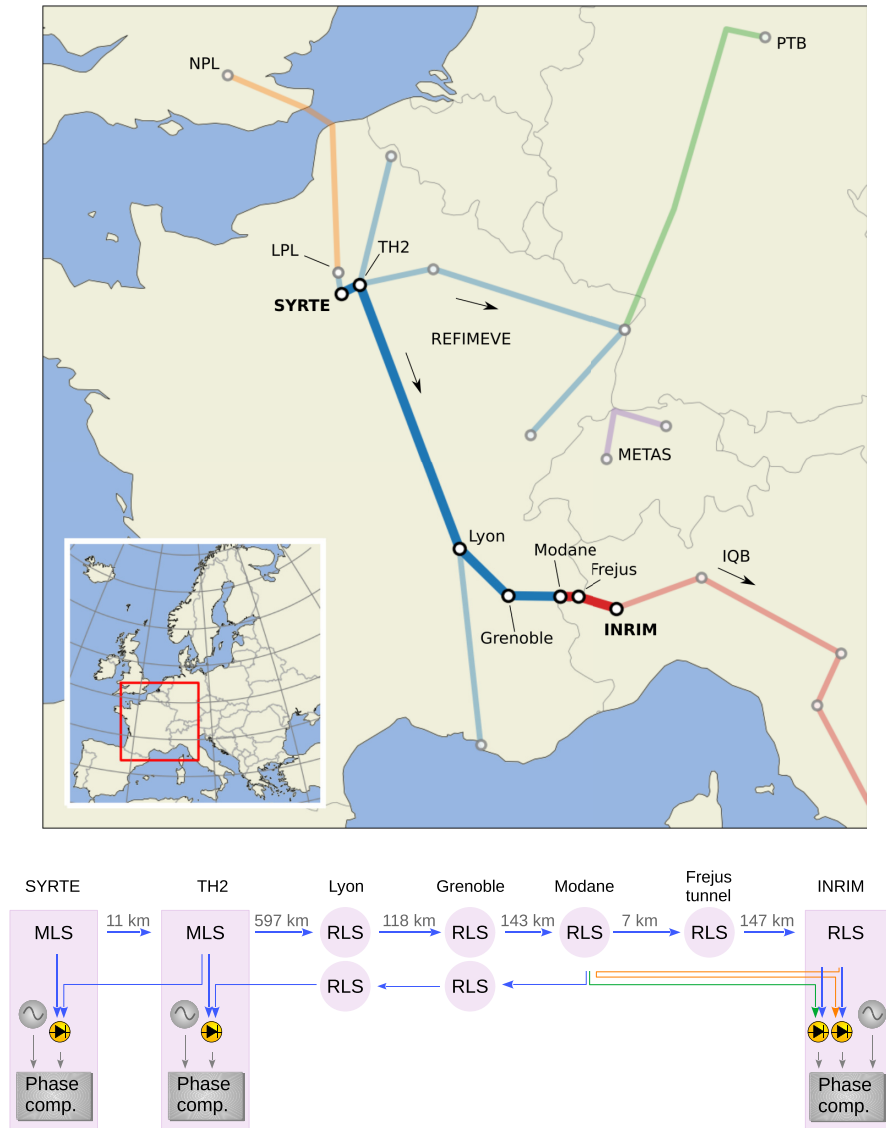 NPL
PTB
LPL
TH2
SYRTE
REFIMEVE
METAS
Lyon
Modane
Frejus
IQB
Grenoble
INRIM
SYRTE
TH2
Lyon
Grenoble
Modane
Frejus
tunnel
INRIM
MLS
11 km
MLS
597 km
RLS
118 km
RLS
143 km
RLS
7 km
RLS
147 km
RLS
RLS
RLS
Phase
comp.
Phase
comp.
Phase
comp.